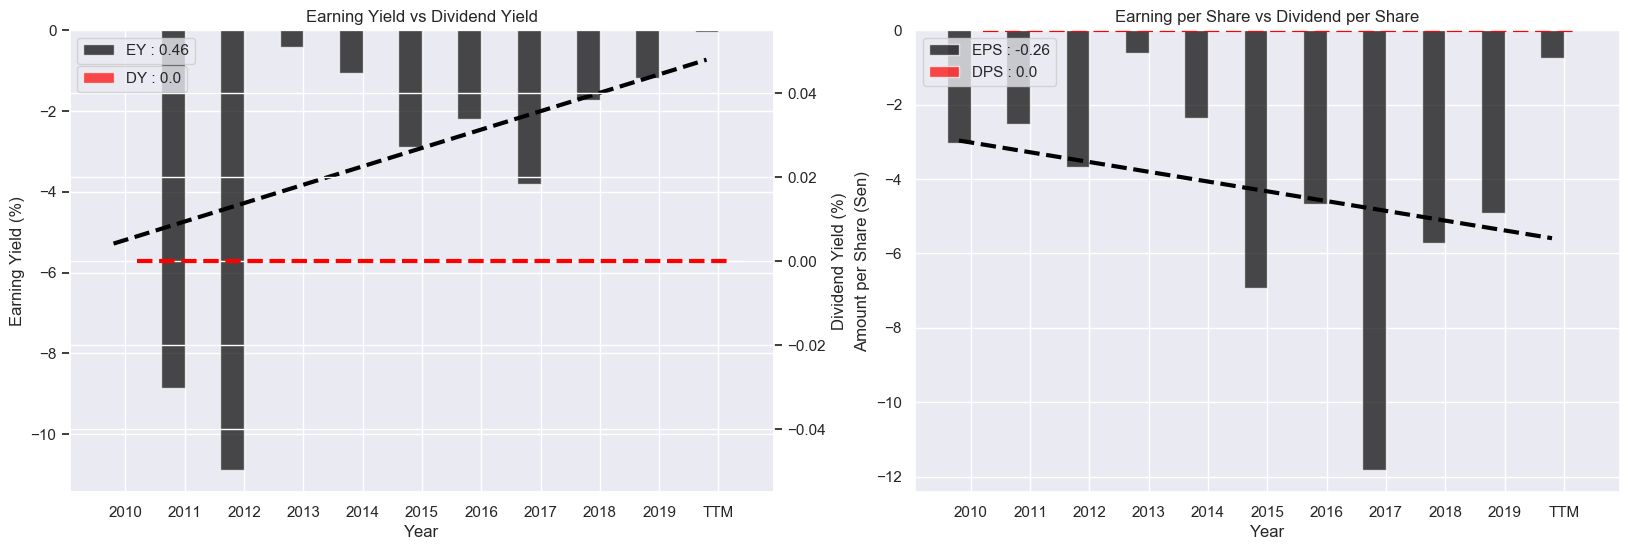 Earning Yield vs Dividend Yield
EY : 0.46
DY : 0.0
Earning Yield (%)
0
−2
−4
−6
−8
−10
0.04
0.02
0.00
−0.02
−0.04
Dividend Yield (%)
2010 2011 2012 2013 2014 2015 2016 2017 2018 2019 TTM
Year
Earning per Share vs Dividend per Share
EPS : -0.26
DPS : 0.0
Amount per Share (Sen)
0
−2
−4
−6
−8
−10
−12
2010 2011 2012 2013 2014 2015 2016 2017 2018 2019 TTM
Year